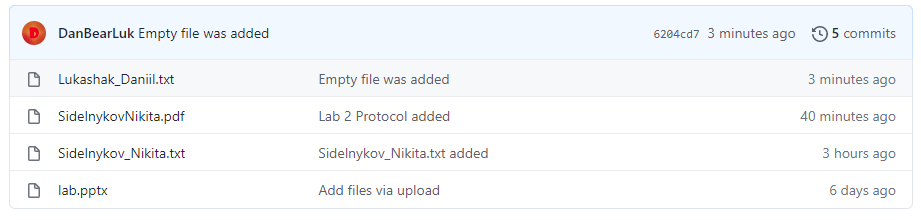 D DanBearLuk Empty file was added 6204cd7 3 minutes ago 5 commits
Lukashak_Daniil.txt Empty file was added 3 minutes ago
SidelnykovNikita.pdf Lab 2 Protocol added 40 minutes ago
Sidelnykov_Nikita.txt Sidelnykov_Nikita.txt added 3 hours ago
lab.pptx Add files via upload 6 days ago